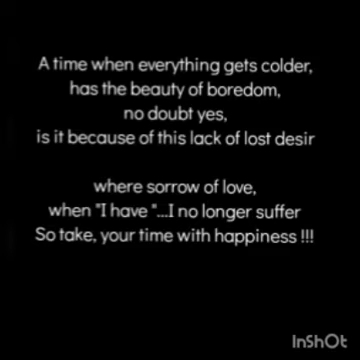 A time when everything gets colder,
has the beauty of boredom,
no doubt yes,
is it because of this lack of lost desir
where sorrow of love,
when "I have "...I no longer suffer
So take, your time with happiness !!!
InShOt